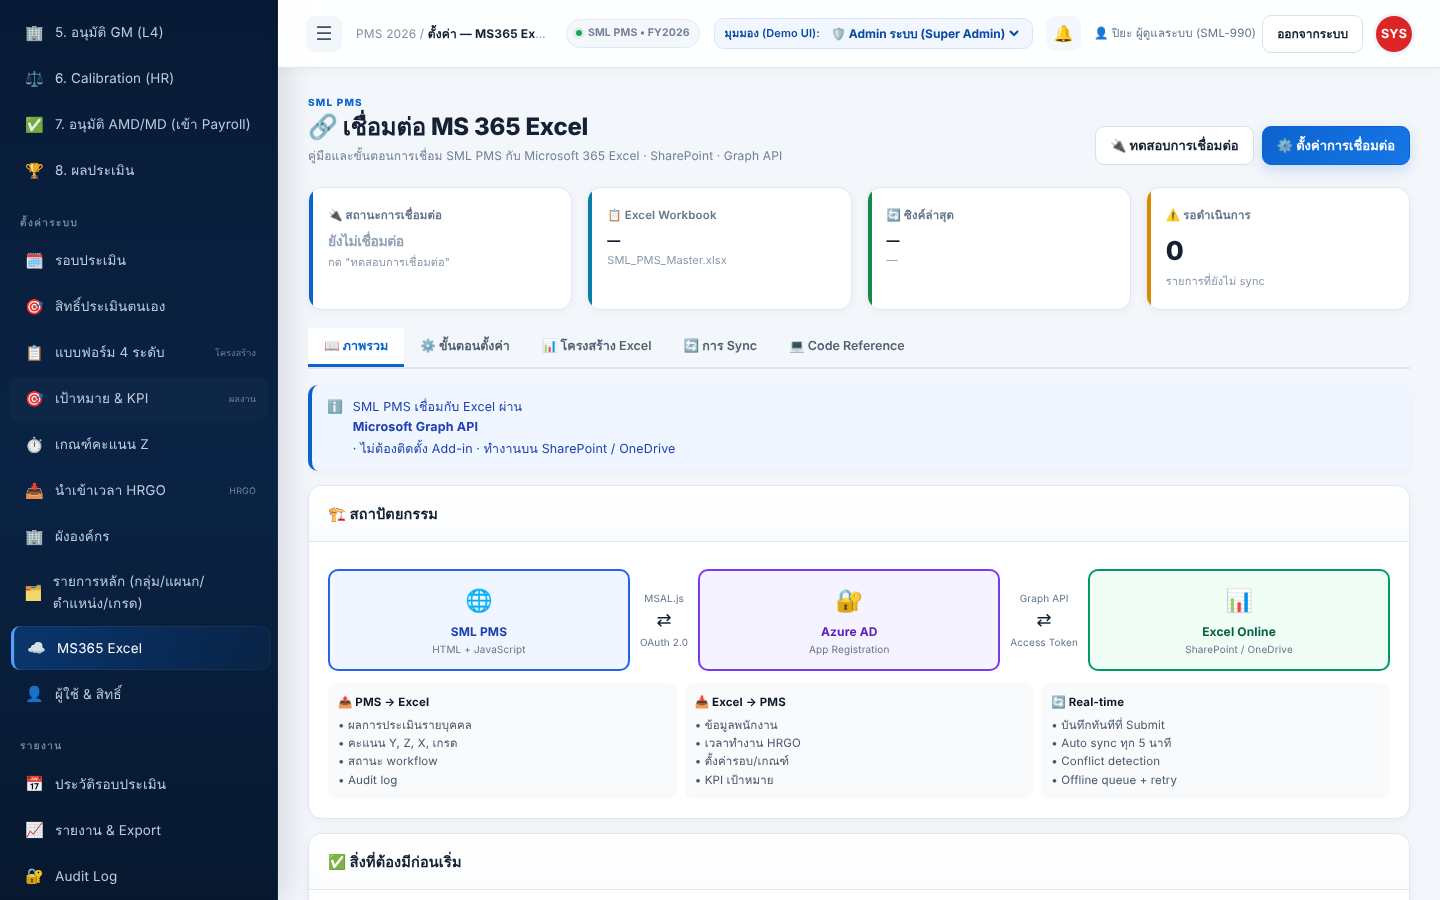 5. อนุมัติ GM (L4)
6. Calibration (HR)
7. อนุมัติ AMD/MD (เข้า Payroll)
8. ผลประเมิน
ตั้งค่าระบบ
รอบประเมิน
สิทธิ์ประเมินตนเอง
แบบฟอร์ม 4 ระดับ โครงสร้าง
เป้าหมาย & KPI ผลงาน
เกณฑ์คะแนน Z
นำเข้าเวลา HRGO HRGO
ผังองค์กร
รายการหลัก (กลุ่ม/แผนก/
ตำแหน่ง/เกรด)
MS365 Excel
ผู้ใช้ & สิทธิ์
รายงาน
ประวัติรอบประเมิน
รายงาน & Export
Audit Log
PMS 2026 / ตั้งค่า — MS365 Ex...
SML PMS • FY2026
มุมมอง (Demo UI): Admin ระบบ (Super Admin)
ปิยะ ผู้ดูแลระบบ (SML-990)
ออกจากระบบ
SYS
SML PMS
เชื่อมต่อ MS 365 Excel
คู่มือและขั้นตอนการเชื่อม SML PMS กับ Microsoft 365 Excel · SharePoint · Graph API
ทดสอบการเชื่อมต่อ
ตั้งค่าการเชื่อมต่อ
สถานะการเชื่อมต่อ
ยังไม่เชื่อมต่อ
กด "ทดสอบการเชื่อมต่อ"
Excel Workbook
—
SML_PMS_Master.xlsx
ซิงค์ล่าสุด
—
—
รอดำเนินการ
0
รายการที่ยังไม่ sync
ภาพรวม
ขั้นตอนตั้งค่า
โครงสร้าง Excel
การ Sync
Code Reference
SML PMS เชื่อมกับ Excel ผ่าน
Microsoft Graph API
· ไม่ต้องติดตั้ง Add-in · ทำงานบน SharePoint / OneDrive
สถาปัตยกรรม
SML PMS
HTML + JavaScript
MSAL.js
⇄
OAuth 2.0
Azure AD
App Registration
Graph API
⇄
Access Token
Excel Online
SharePoint / OneDrive
PMS → Excel
• ผลการประเมินรายบุคคล
• คะแนน Y, Z, X, เกรด
• สถานะ workflow
• Audit log
Excel → PMS
• ข้อมูลพนักงาน
• เวลาทำงาน HRGO
• ตั้งค่ารอบ/เกณฑ์
• KPI เป้าหมาย
Real-time
• บันทึกทันทีที่ Submit
• Auto sync ทุก 5 นาที
• Conflict detection
• Offline queue + retry
สิ่งที่ต้องมีก่อนเริ่ม